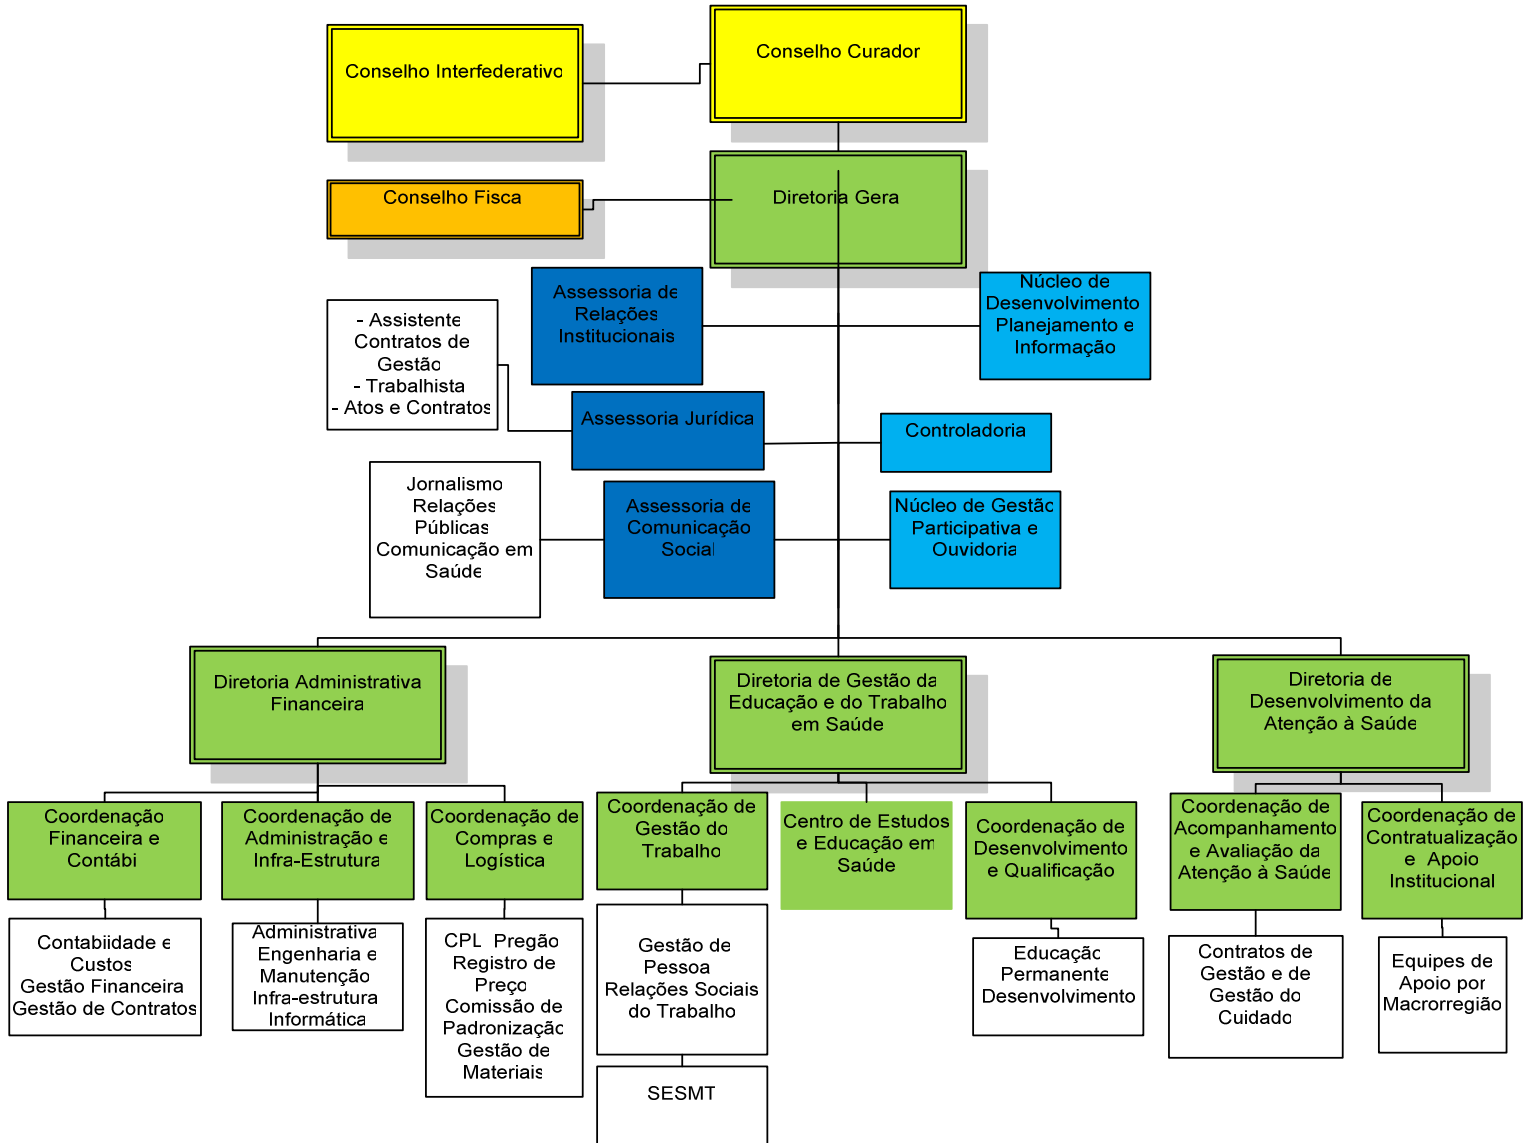 Conselho Interfederativo
Conselho Curador
Conselho Fisca
Diretoria Gera
Assessoria de
Relações
Institucionais
Núcleo de
Desenvolvimento
Planejamento e
Informação
- Assistente
Contratos de
Gestão
- Trabalhista
- Atos e Contratos
Assessoria Jurídica
Controladoria
Jornalismo
Relações
Públicas
Comunicação em
Saúde
Assessoria de
Comunicação
Social
Núcleo de Gestão
Participativa e
Ouvidoria
Diretoria Administrativa
Financeira
Diretoria de Gestão da
Educação e do Trabalho
em Saúde
Diretoria de
Desenvolvimento da
Atenção à Saúde
Coordenação
Financeira e
Contábi
Coordenação de
Administração e
Infra-Estrutura
Coordenação de
Compras e
Logística
Coordenação de
Gestão do
Trabalho
Centro de Estudos
e Educação em
Saúde
Coordenação de
Desenvolvimento
e Qualificação
Coordenação de
Acompanhamento
e Avaliação da
Atenção à Saúde
Coordenação de
Contratualização
e Apoio
Institucional
Contabiidade e
Custos
Gestão Financeira
Gestão de Contratos
Administrativa
Engenharia e
Manutenção
Infra-estrutura
Informática
CPL Pregão
Registro de
Preço
Comissão de
Padronização
Gestão de
Materiais
Gestão de
Pessoa
Relações Sociais
do Trabalho
SESMT
Educação
Permanente
Desenvolvimento
Contratos de
Gestão e de
Gestão do
Cuidado
Equipes de
Apoio por
Macrorregião